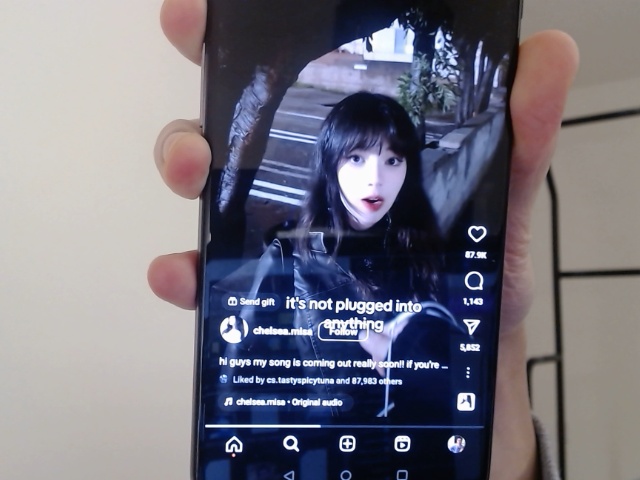 87.9K
1,143
Send gift
it's not plugged into
anything
chelsea.misa Follow
5,852
hi guys my song is coming out really soon!! if you're ...
Liked by cs.tastyspicytuna and 87,983 others
chelsea.misa • Original audio